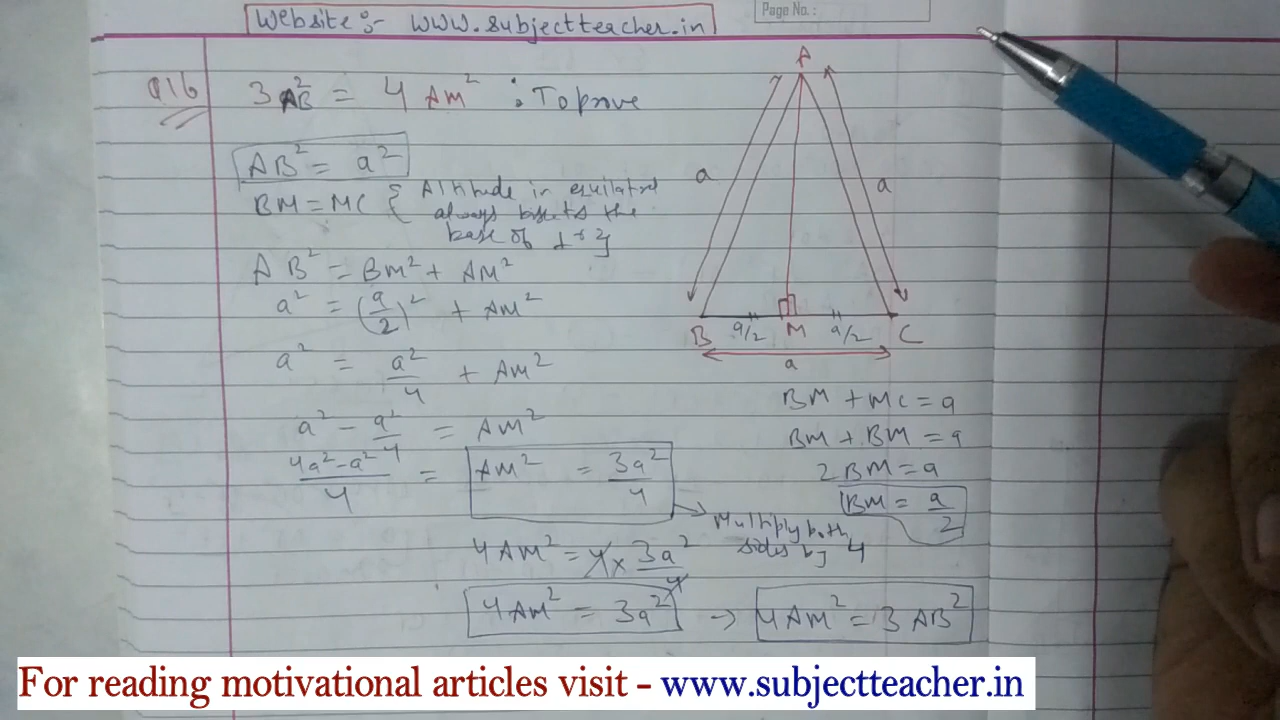 Website :- www.subjectteacher.in
Page No. :
Q16 3AB² = 4 AM² : To prove
AB² = a²
BM = MC { Altitude in equilateral
always bisects the
base of
AB² = BM² + AM²
a² = (a/2)² + AM²
a² = a²/4 + AM²
a² - a²/4 = AM²
4a² - a²/4 = AM² = 3a²/4
Multiply both
sides by 4
4AM² = 4 × 3a²/4
4AM² = 3a² → 4AM² = 3AB²
A
a a
B a/2 M a/2 C
a
BM + MC = a
BM + BM = a
2BM = a
BM = a/2
For reading motivational articles visit – www.subjectteacher.in